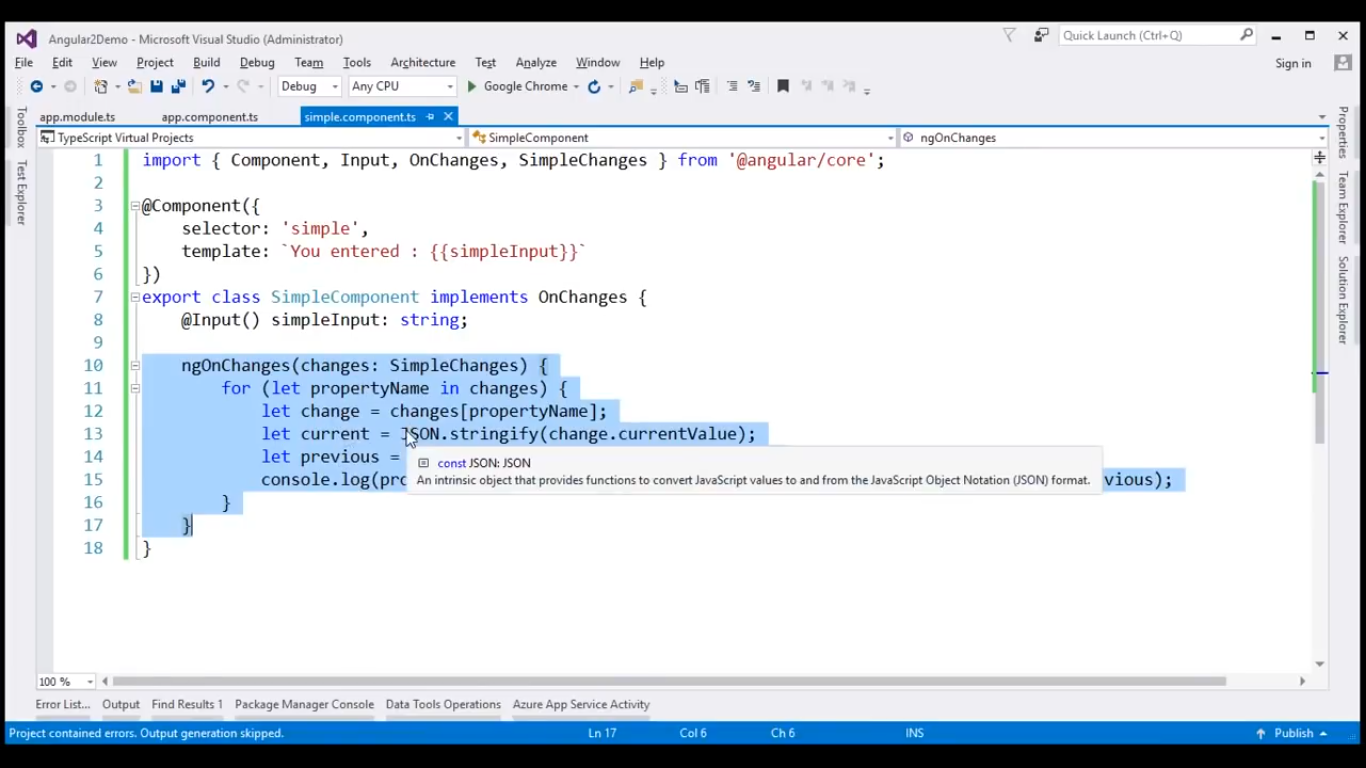 Angular2Demo - Microsoft Visual Studio (Administrator)
Quick Launch (Ctrl+Q)
File Edit View Project Build Debug Team Tools Architecture Test Analyze Window Help
Sign in
Debug Any CPU Google Chrome
Toolbox
Test Explorer
app.module.ts app.component.ts simple.component.ts
TypeScript Virtual Projects SimpleComponent ngOnChanges
1 import { Component, Input, OnChanges, SimpleChanges } from '@angular/core';
2
3 @Component({
4 selector: 'simple',
5 template: `You entered : {{simpleInput}}`
6 })
7 export class SimpleComponent implements OnChanges {
8 @Input() simpleInput: string;
9
10 ngOnChanges(changes: SimpleChanges) {
11 for (let propertyName in changes) {
12 let change = changes[propertyName];
13 let current = JSON.stringify(change.currentValue);
14 let previous =
const JSON: JSON
An intrinsic object that provides functions to convert JavaScript values to and from the JavaScript Object Notation (JSON) format.
15 console.log(pro vious);
16 }
17 }
18 }
Properties
Team Explorer
Solution Explorer
100 %
Error List... Output Find Results 1 Package Manager Console Data Tools Operations Azure App Service Activity
Project contained errors. Output generation skipped. Ln 17 Col 6 Ch 6 INS Publish